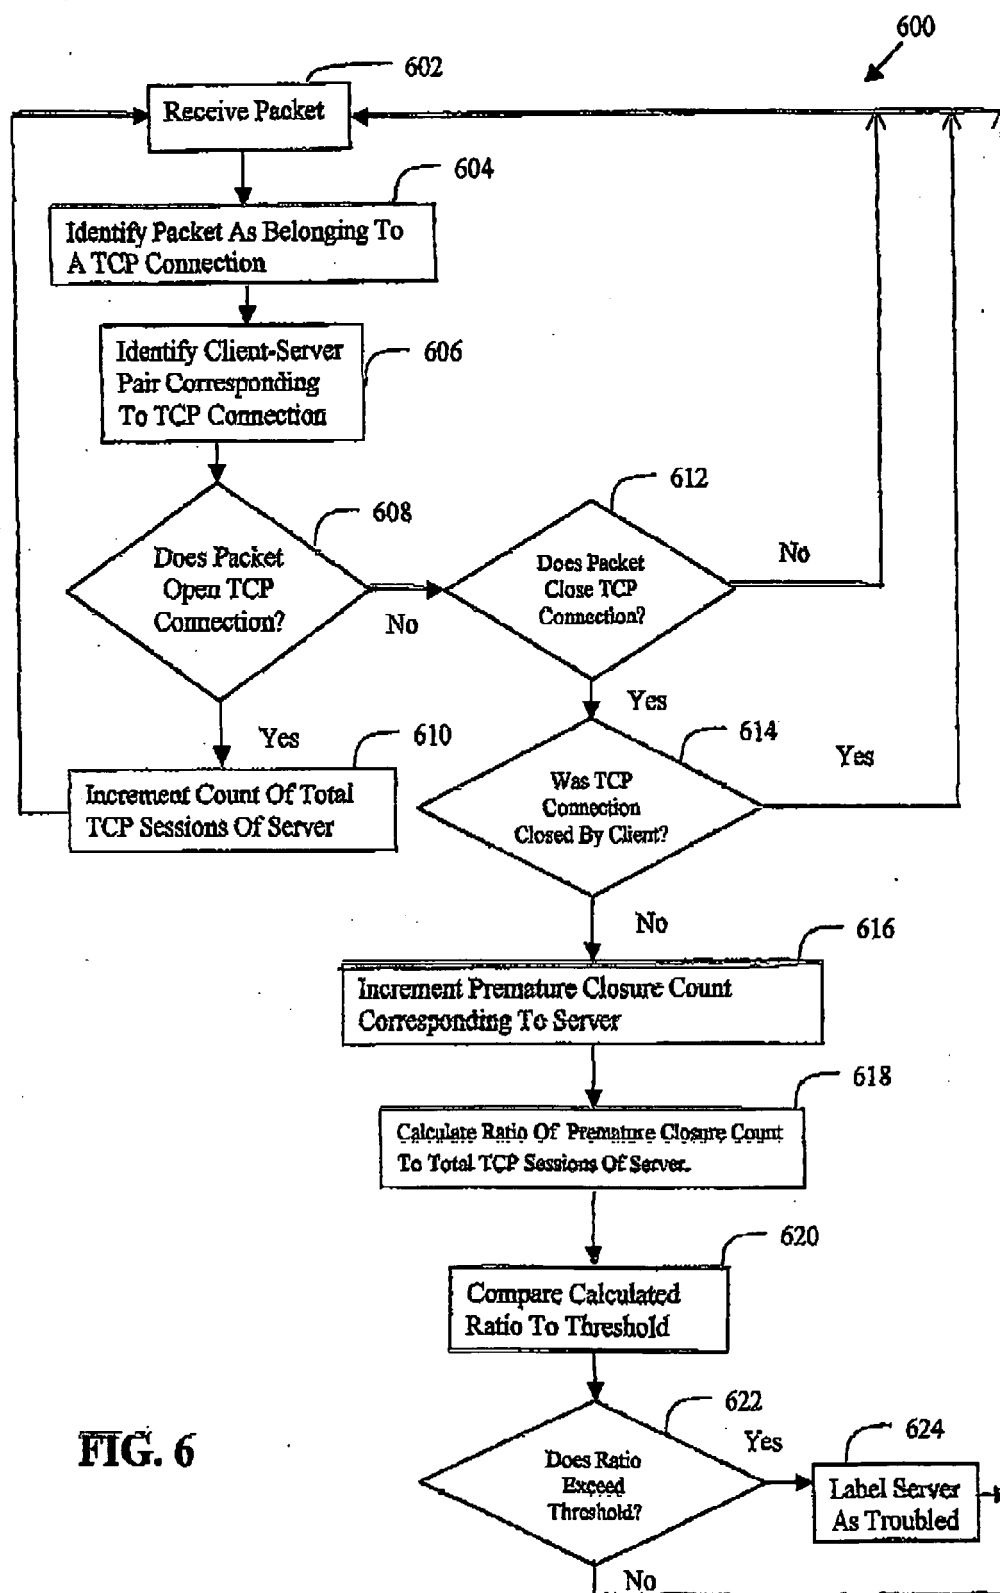 600
602
Receive Packet
604
Identify Packet As Belonging To
A TCP Connection
606
Identify Client-Server
Pair Corresponding
To TCP Connection
608
Does Packet
Open TCP
Connection?
No
612
Does Packet
Close TCP
Connection?
No
Yes
Yes
610
Increment Count Of Total
TCP Sessions Of Server
614
Was TCP
Connection
Closed By Client?
Yes
No
616
Increment Premature Closure Count
Corresponding To Server
618
Calculate Ratio Of Premature Closure Count
To Total TCP Sessions Of Server.
620
Compare Calculated
Ratio To Threshold
622
Does Ratio
Exceed
Threshold?
Yes
624
Label Server
As Troubled
No
FIG. 6